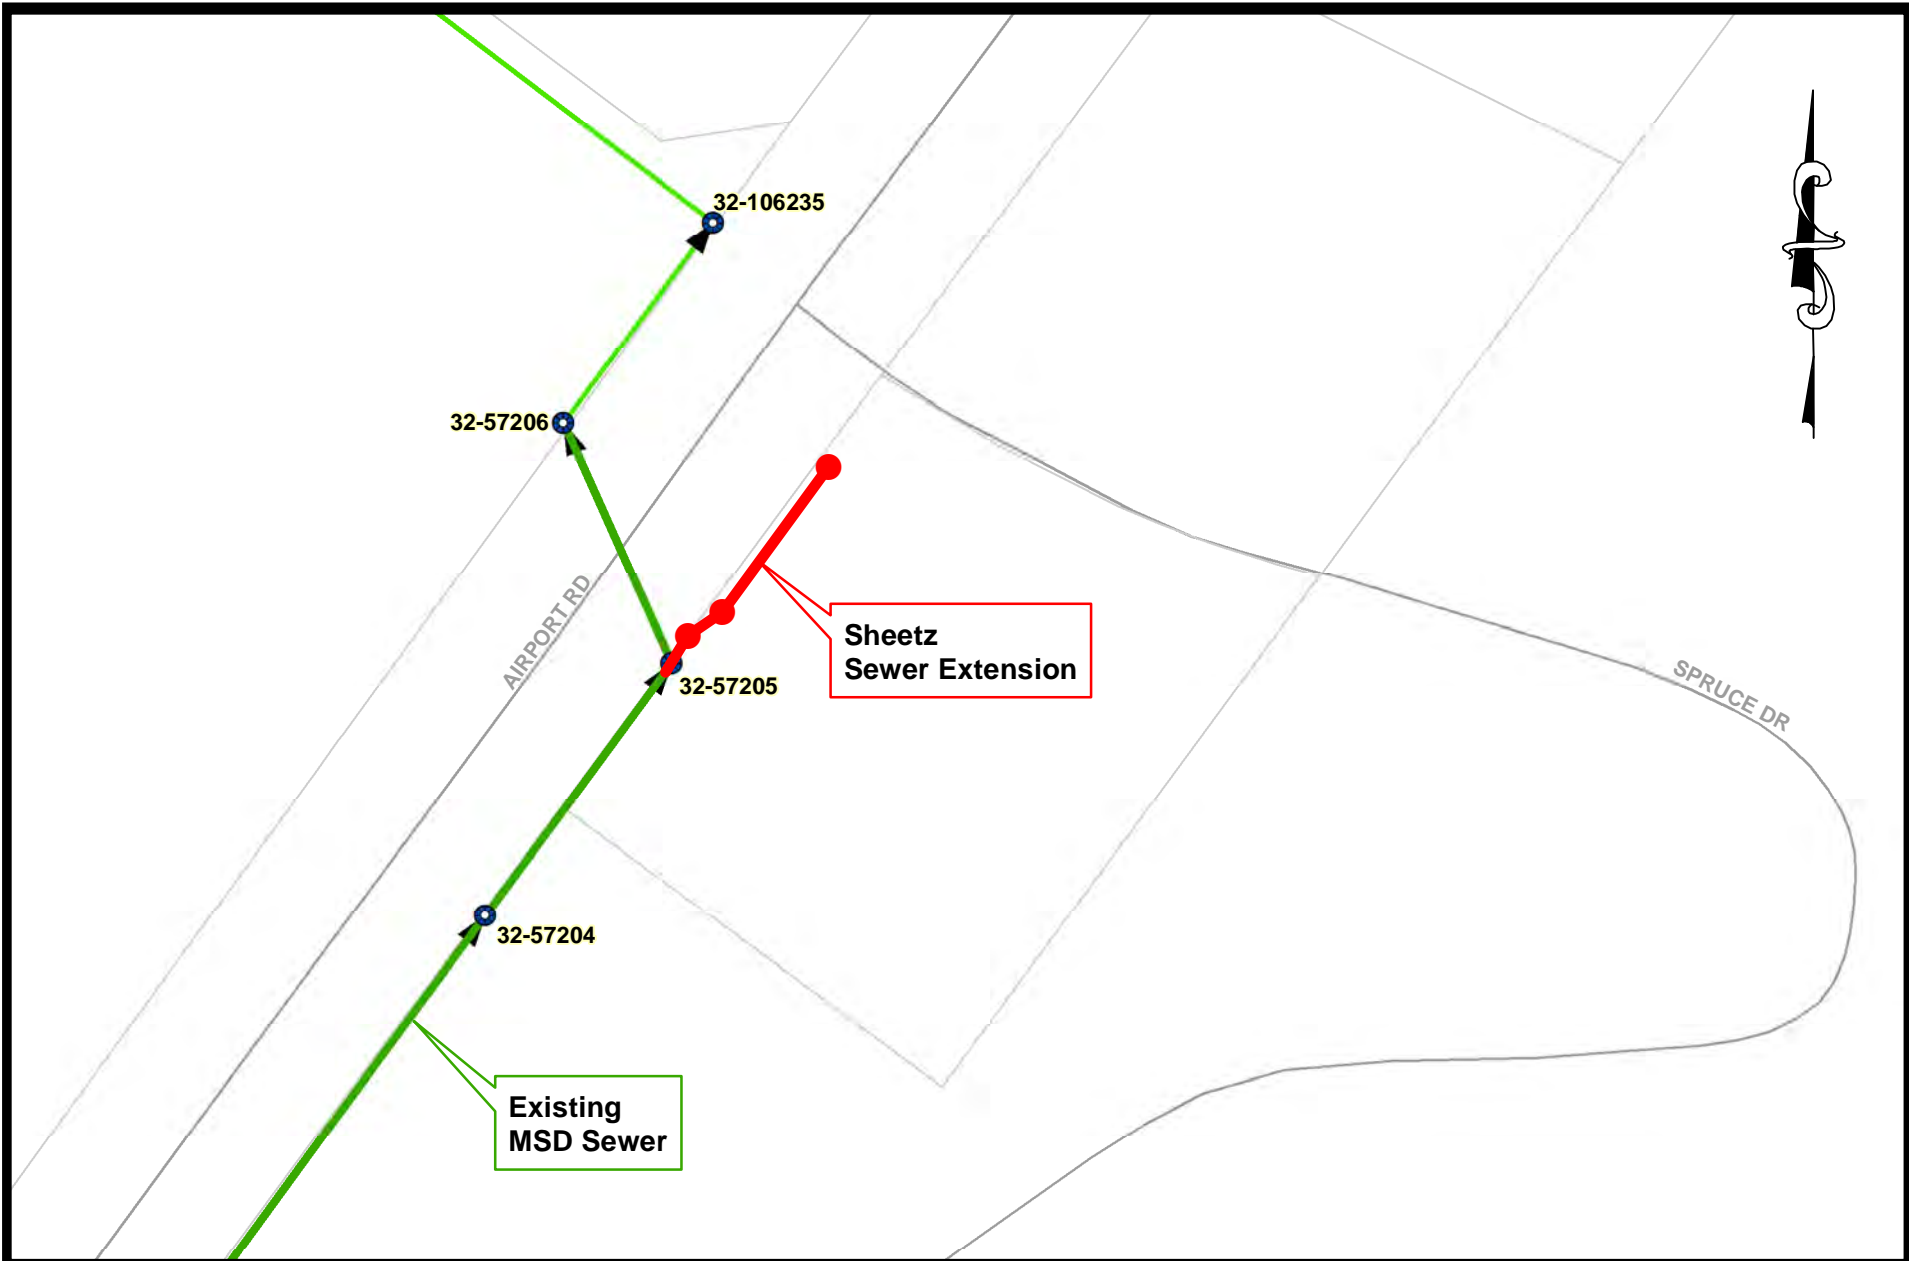 32-106235
32-57206
AIRPORT RD
Sheetz
Sewer Extension
32-57205
SPRUCE DR
32-57204
Existing
MSD Sewer